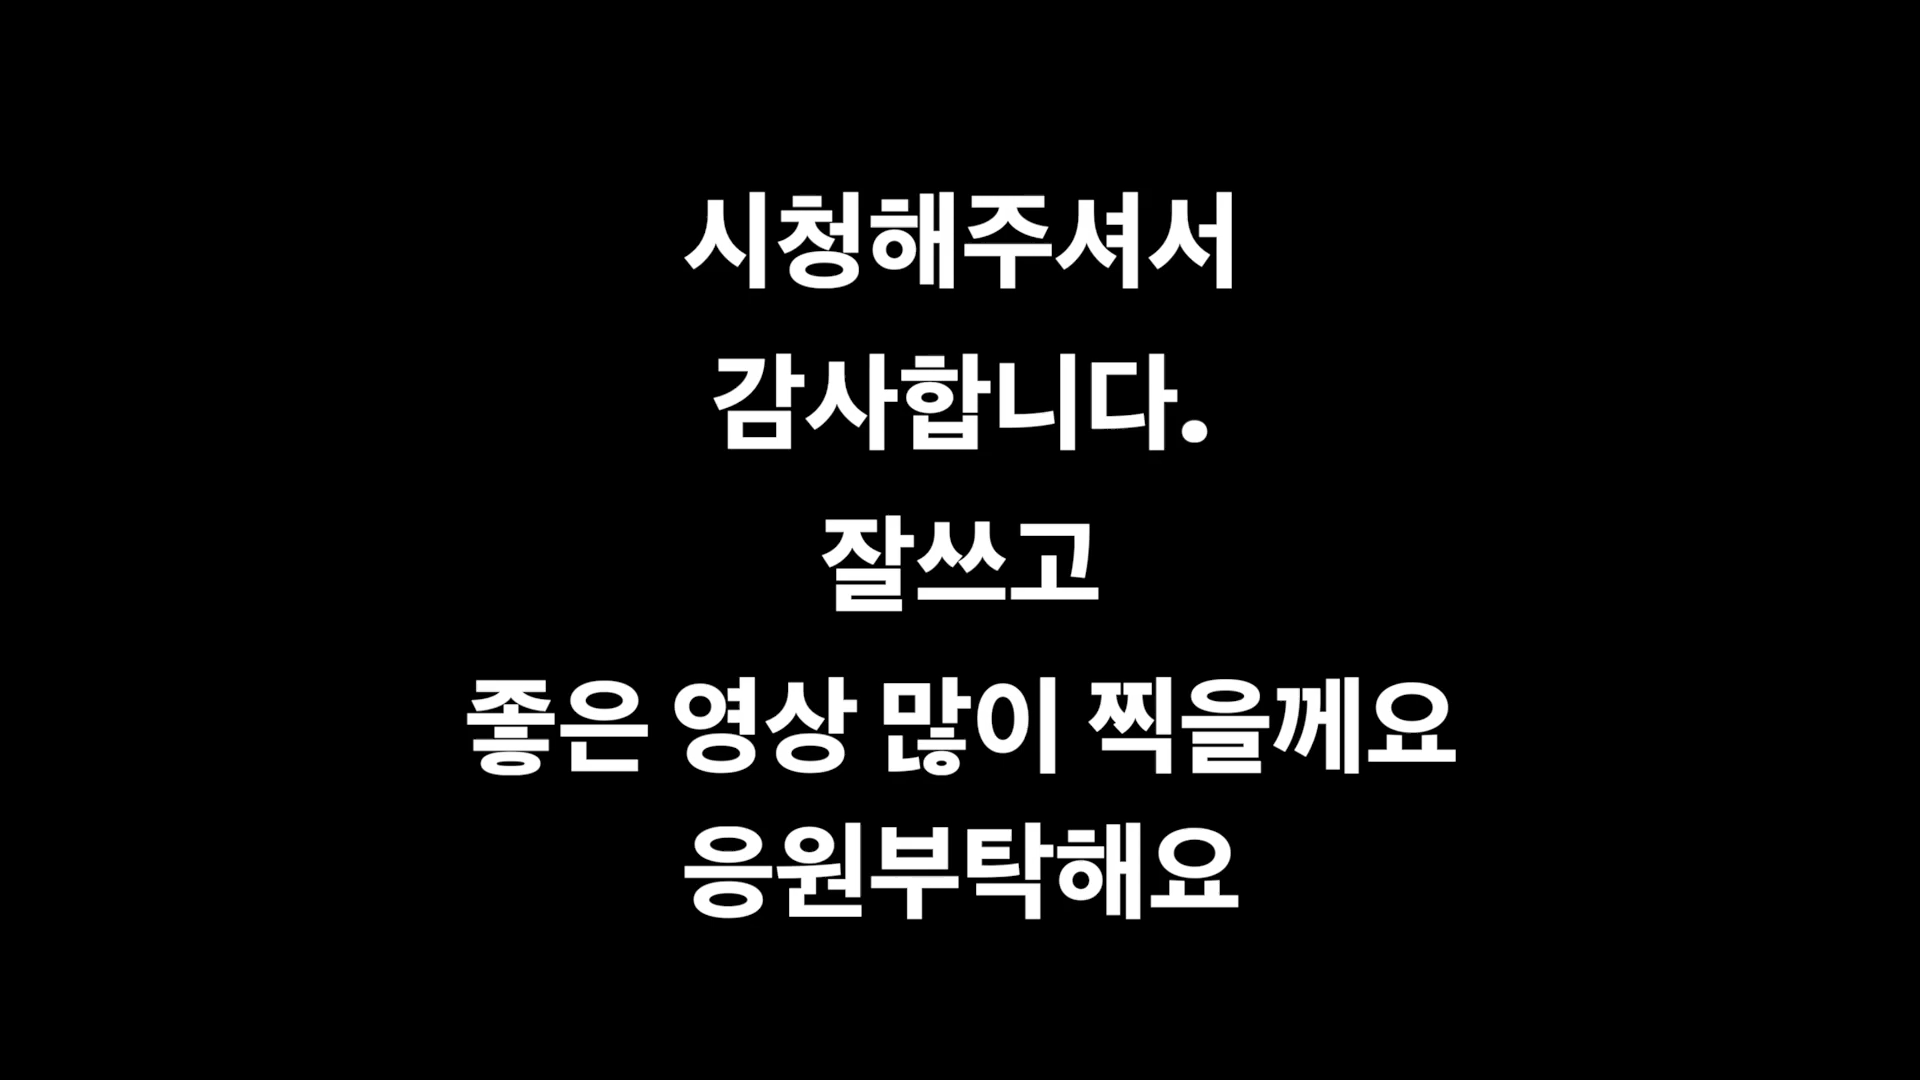 시청해주셔서
감사합니다.
잘쓰고
좋은 영상 많이 찍을께요
응원부탁해요